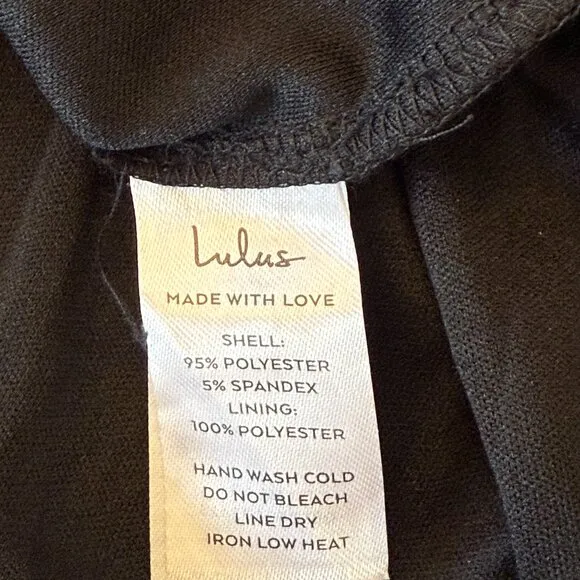 Lulus
MADE WITH LOVE
SHELL:
95% POLYESTER
5% SPANDEX
LINING:
100% POLYESTER
HAND WASH COLD
DO NOT BLEACH
LINE DRY
IRON LOW HEAT